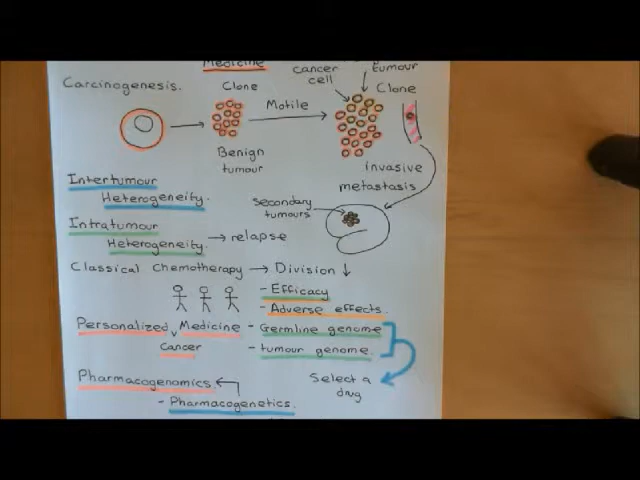 Medicine
cancer cell
tumour
Carcinogenesis.
Clone
Clone
Motile
Benign tumour
invasive metastasis
Intertumour
Heterogeneity.
secondary tumours
Intratumour
Heterogeneity. → relapse
Classical Chemotherapy → Division ↓
- Efficacy
- Adverse effects.
Personalized Medicine - Germline genome
cancer
- tumour genome.
Pharmacogenomics.
Select a drug
- Pharmacogenetics.